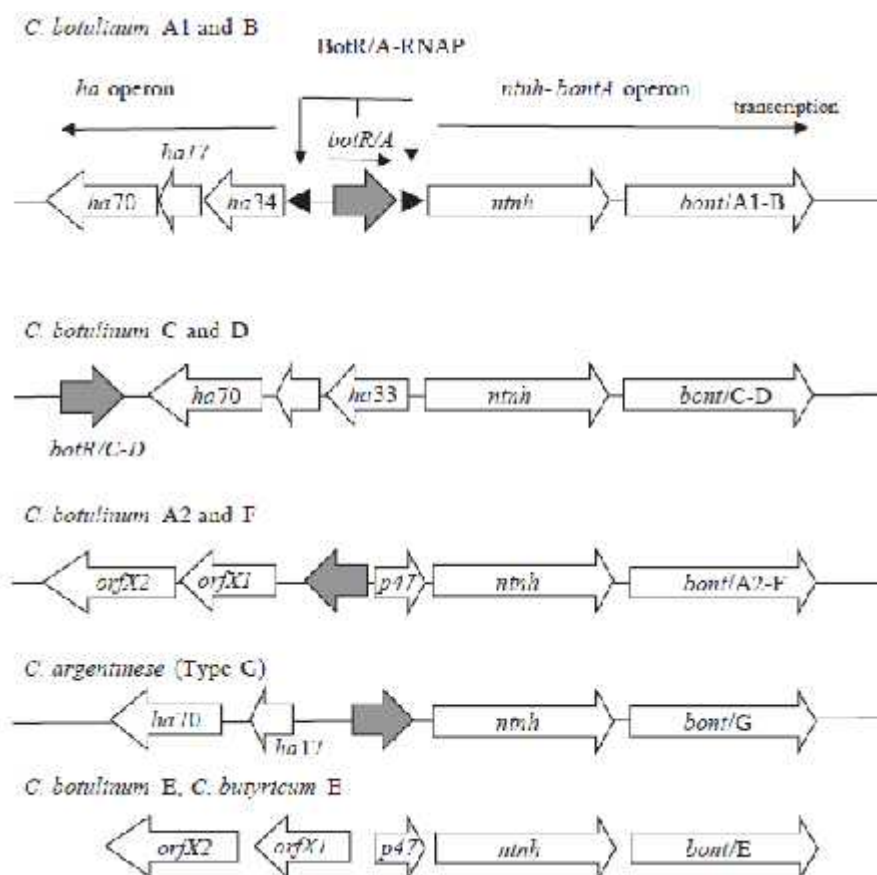 C. botulinum A1 and B
BotR/A-RNAP
ha operon
ntnh-bontA operon
transcription
ha17
botR/A
ha70 ha34 ntnh bont/A1-B
C. botulinum C and D
ha70 ha33 ntnh bont/C-D
botR/C-D
C. botulinum A2 and F
orfX2 orfX1 p47 ntnh bont/A2-F
C. argentinese (Type G)
ha70 ntnh bont/G
ha17
C. botulinum E, C. butyricum E
orfX2 orfX1 p47 ntnh bont/E